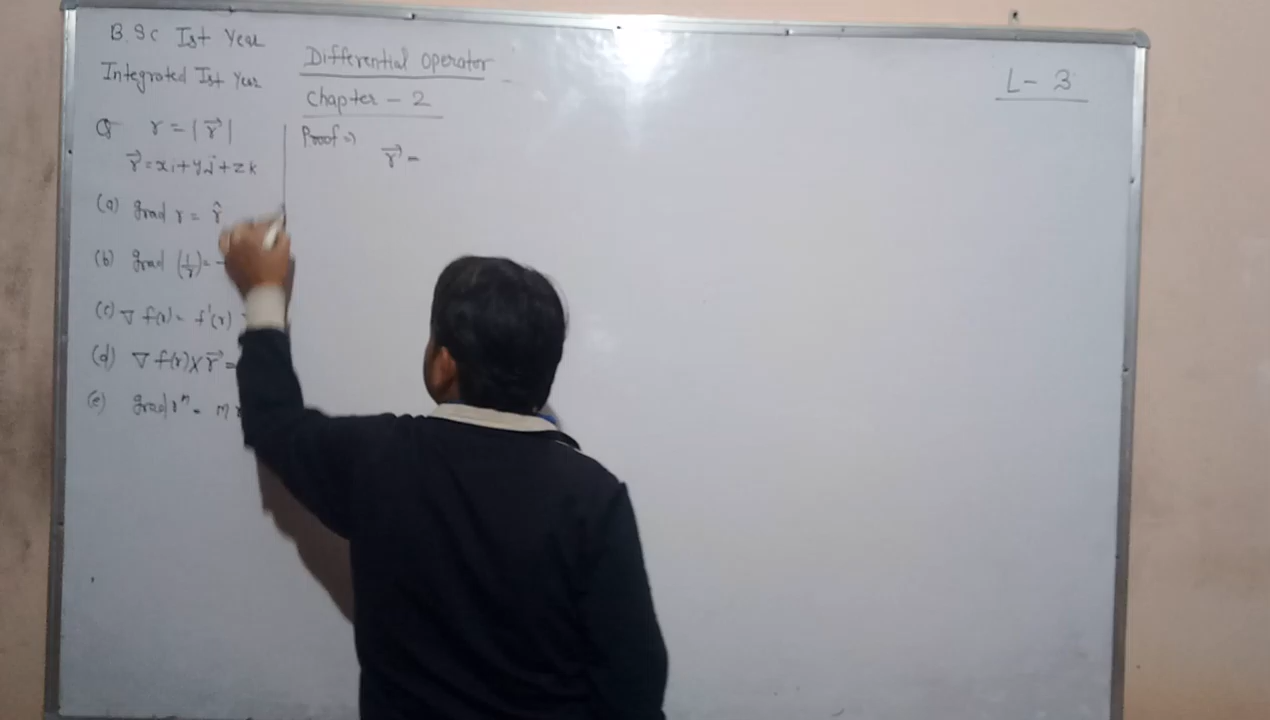 B.Sc Ist Year
Integrated Ist Year
Differential operator
Chapter - 2
L - 3
Q r = |r⃗|
r⃗ = xi + yj + zk
(a) grad r = r̂
(b) grad (1/r) = -
(c) ∇ f(r) = f'(r)
(d) ∇ f(r) × r⃗ =
(e) grad rⁿ = n
Proof ⇒
r⃗ =